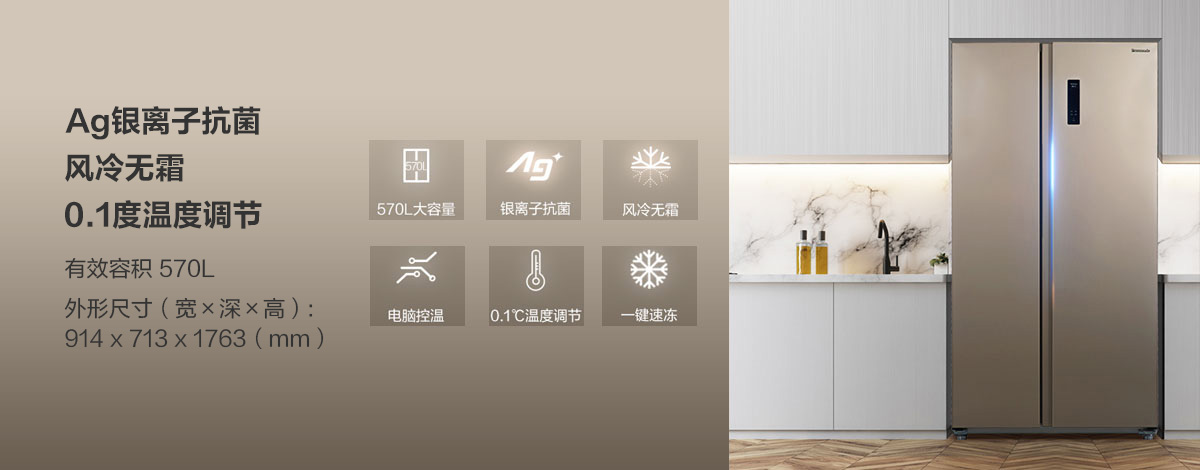 Ag银离子抗菌
风冷无霜
0.1度温度调节
有效容积 570L
外形尺寸（宽×深×高）:
914 x 713 x 1763（mm）
570L
570L大容量
Ag
银离子抗菌
风冷无霜
电脑控温
0.1℃温度调节
一键速冻